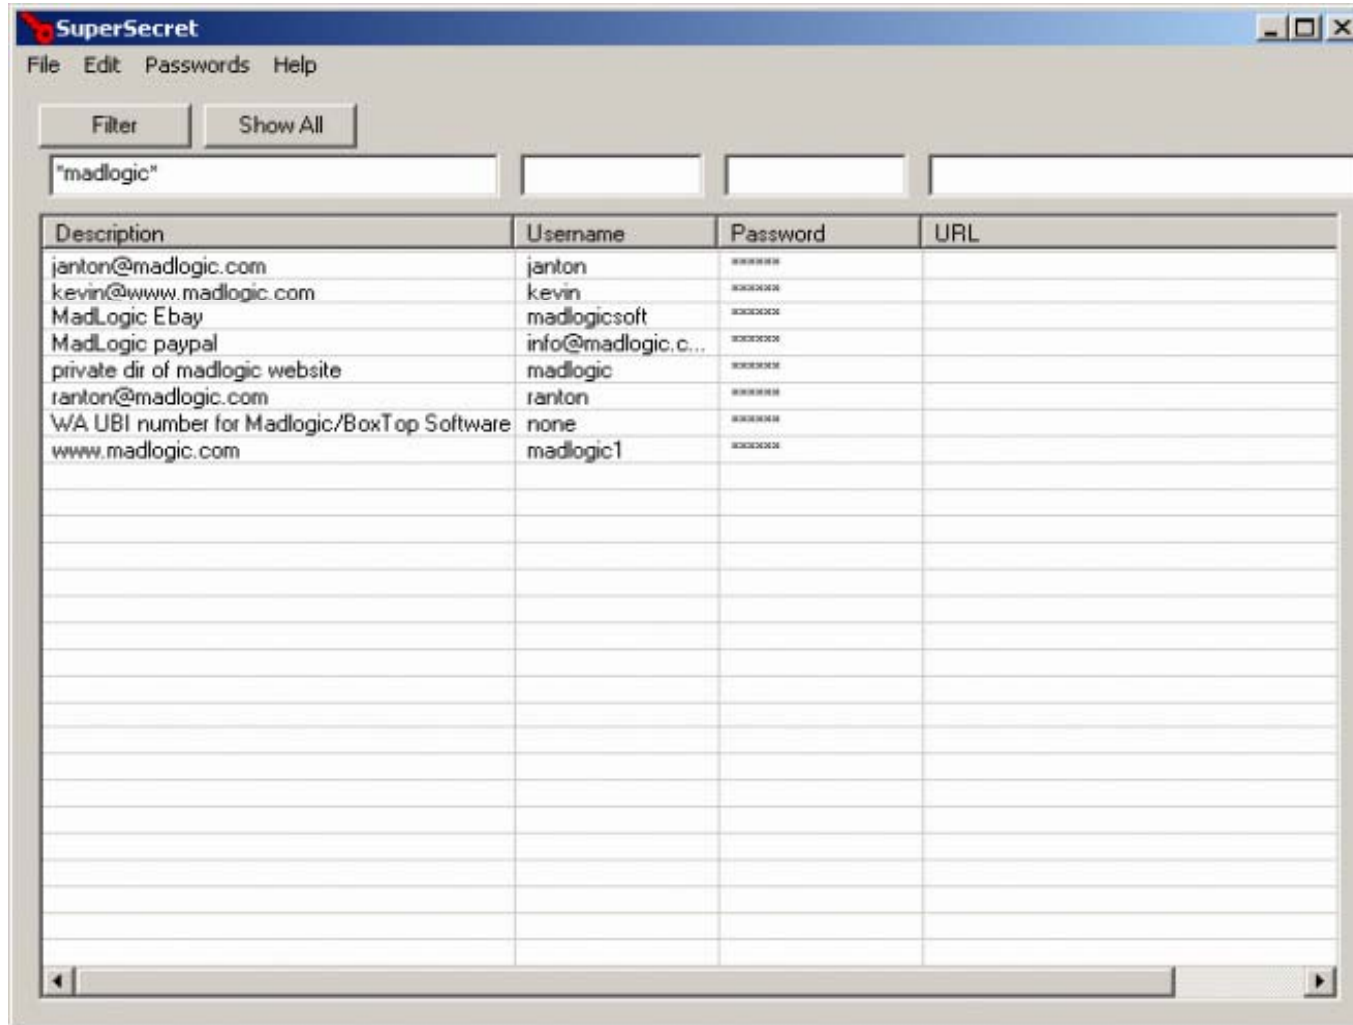 SuperSecret
File Edit Passwords Help
Filter Show All
"madlogic"
Description Username Password URL
janton@madlogic.com janton ******
kevin@www.madlogic.com kevin ******
MadLogic Ebay madlogicsoft ******
MadLogic paypal info@madlogic.c... ******
private dir of madlogic website madlogic ******
ranton@madlogic.com ranton ******
WA UBI number for Madlogic/BoxTop Software none ******
www.madlogic.com madlogic1 ******